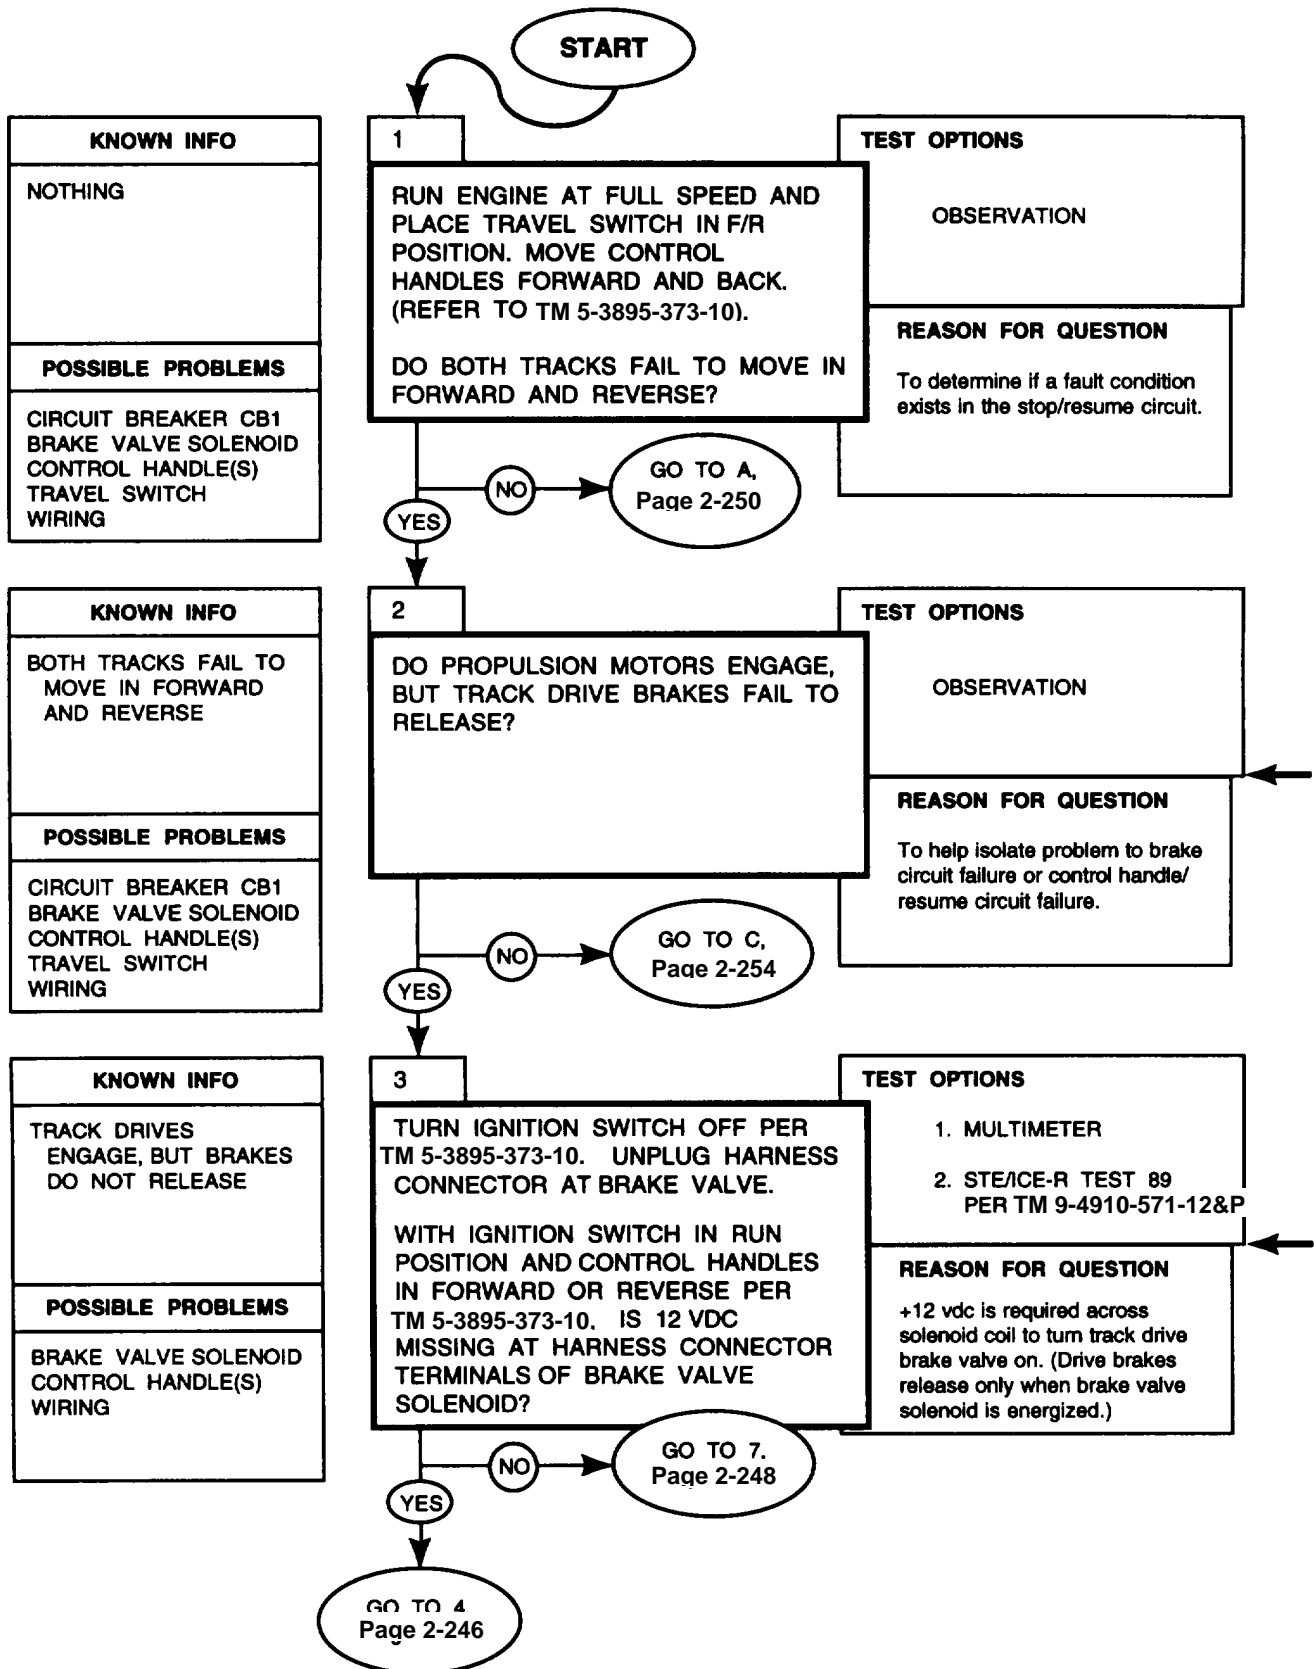 START
KNOWN INFO
NOTHING
POSSIBLE PROBLEMS
CIRCUIT BREAKER CB1
BRAKE VALVE SOLENOID
CONTROL HANDLE(S)
TRAVEL SWITCH
WIRING
1
RUN ENGINE AT FULL SPEED AND
PLACE TRAVEL SWITCH IN F/R
POSITION. MOVE CONTROL
HANDLES FORWARD AND BACK.
(REFER TO TM 5-3895-373-10).
DO BOTH TRACKS FAIL TO MOVE IN
FORWARD AND REVERSE?
TEST OPTIONS
OBSERVATION
REASON FOR QUESTION
To determine if a fault condition
exists in the stop/resume circuit.
NO
GO TO A,
Page 2-250
YES
KNOWN INFO
BOTH TRACKS FAIL TO
MOVE IN FORWARD
AND REVERSE
POSSIBLE PROBLEMS
CIRCUIT BREAKER CB1
BRAKE VALVE SOLENOID
CONTROL HANDLE(S)
TRAVEL SWITCH
WIRING
2
DO PROPULSION MOTORS ENGAGE,
BUT TRACK DRIVE BRAKES FAIL TO
RELEASE?
TEST OPTIONS
OBSERVATION
REASON FOR QUESTION
To help isolate problem to brake
circuit failure or control handle/
resume circuit failure.
NO
GO TO C,
Page 2-254
YES
KNOWN INFO
TRACK DRIVES
ENGAGE, BUT BRAKES
DO NOT RELEASE
POSSIBLE PROBLEMS
BRAKE VALVE SOLENOID
CONTROL HANDLE(S)
WIRING
3
TURN IGNITION SWITCH OFF PER
TM 5-3895-373-10. UNPLUG HARNESS
CONNECTOR AT BRAKE VALVE.
WITH IGNITION SWITCH IN RUN
POSITION AND CONTROL HANDLES
IN FORWARD OR REVERSE PER
TM 5-3895-373-10, IS 12 VDC
MISSING AT HARNESS CONNECTOR
TERMINALS OF BRAKE VALVE
SOLENOID?
TEST OPTIONS
1. MULTIMETER
2. STE/ICE-R TEST 89
PER TM 9-4910-571-12&P
REASON FOR QUESTION
+12 vdc is required across
solenoid coil to turn track drive
brake valve on. (Drive brakes
release only when brake valve
solenoid is energized.)
NO
GO TO 7.
Page 2-248
YES
GO TO 4
Page 2-246